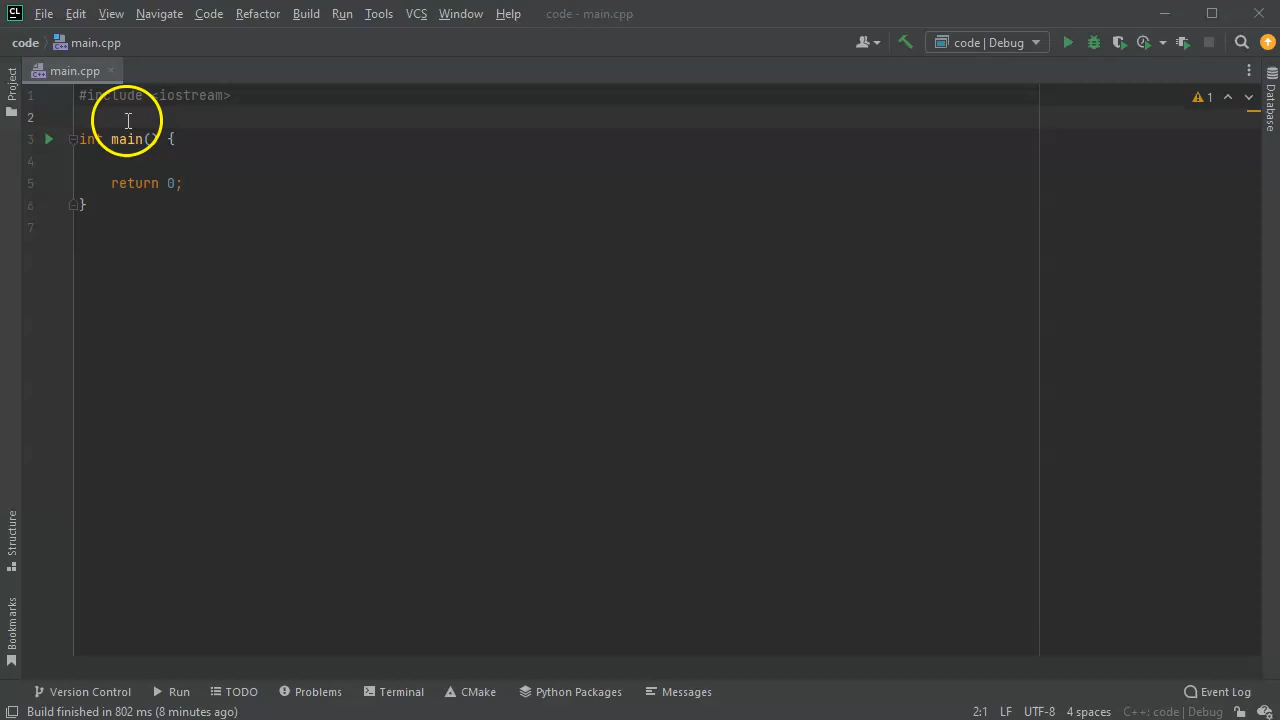 CL File Edit View Navigate Code Refactor Build Run Tools VCS Window Help code - main.cpp
code main.cpp code | Debug
main.cpp
Project
Database
1 #include <iostream> 1
2
3 int main() {
4
5 return 0;
6 }
7
Structure
Bookmarks
Version Control Run TODO Problems Terminal CMake Python Packages Messages Event Log
Build finished in 802 ms (8 minutes ago) 2:1 LF UTF-8 4 spaces C++: code | Debug